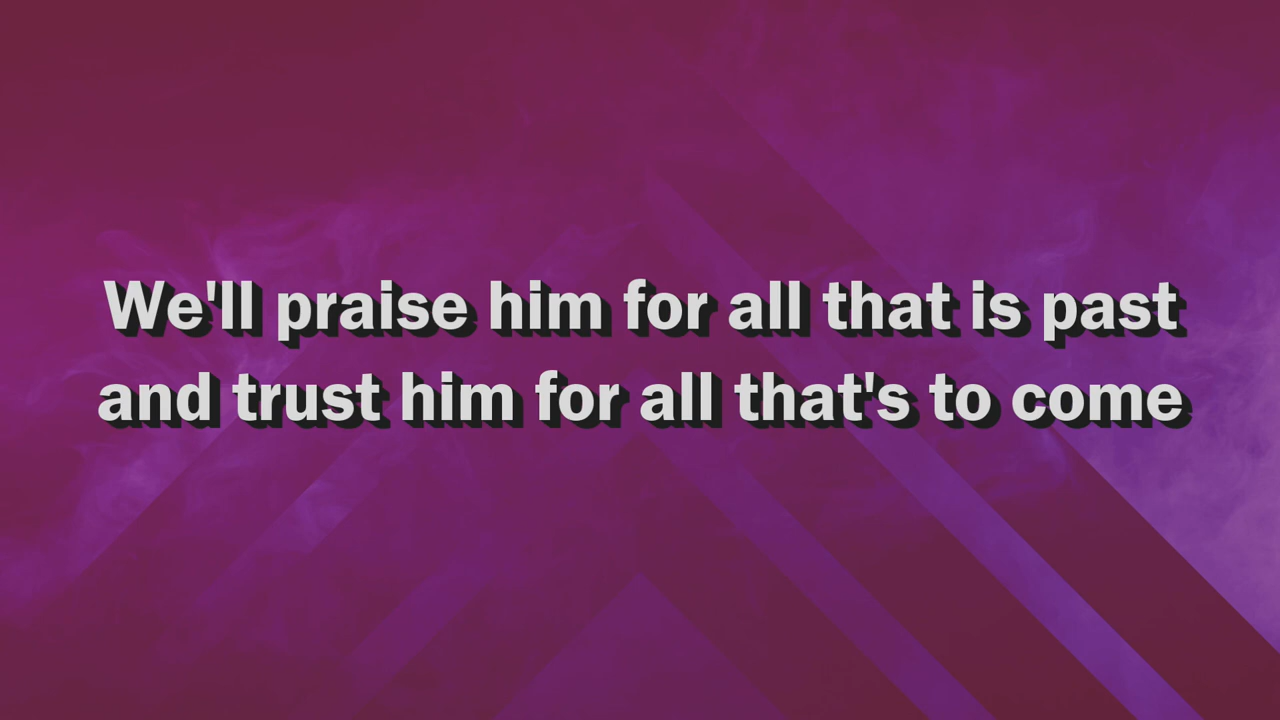 We'll praise him for all that is past
and trust him for all that's to come